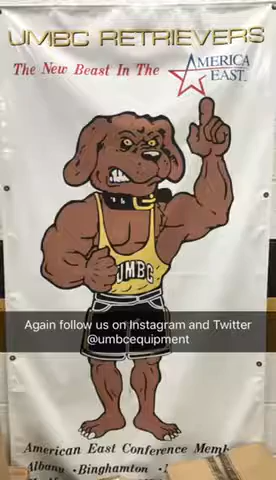 UMBC RETRIEVERS
The New Beast In The
AMERICA
EAST
UMBC
Again follow us on Instagram and Twitter
@umbcequipment
American East Conference
Albany • Binghamton •